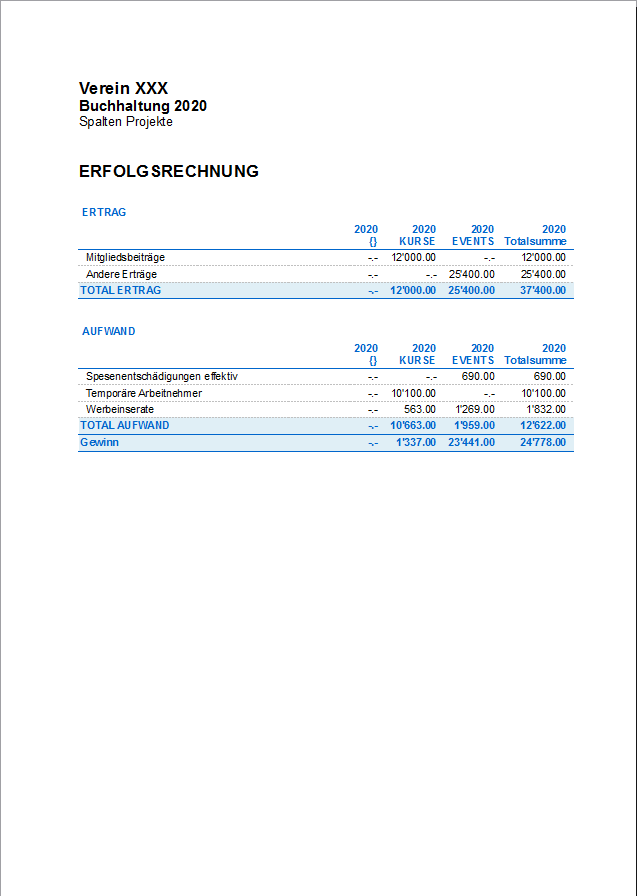 Verein XXX
Buchhaltung 2020
Spalten Projekte
ERFOLGSRECHNUNG
ERTRAG
2020 2020 2020 2020
{} KURSE EVENTS Totalsumme
Mitgliedsbeiträge -.- 12'000.00 -.- 12'000.00
Andere Erträge -.- -.- 25'400.00 25'400.00
TOTAL ERTRAG -.- 12'000.00 25'400.00 37'400.00
AUFWAND
2020 2020 2020 2020
{} KURSE EVENTS Totalsumme
Spesenentschädigungen effektiv -.- -.- 690.00 690.00
Temporäre Arbeitnehmer -.- 10'100.00 -.- 10'100.00
Werbeinserate -.- 563.00 1'269.00 1'832.00
TOTAL AUFWAND -.- 10'663.00 1'959.00 12'622.00
Gewinn -.- 1'337.00 23'441.00 24'778.00